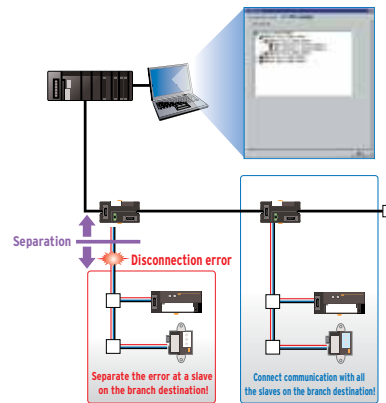 Separation
Disconnection error
Separate the error at a slave
on the branch destination!
Connect communication with all
the slaves on the branch destination!